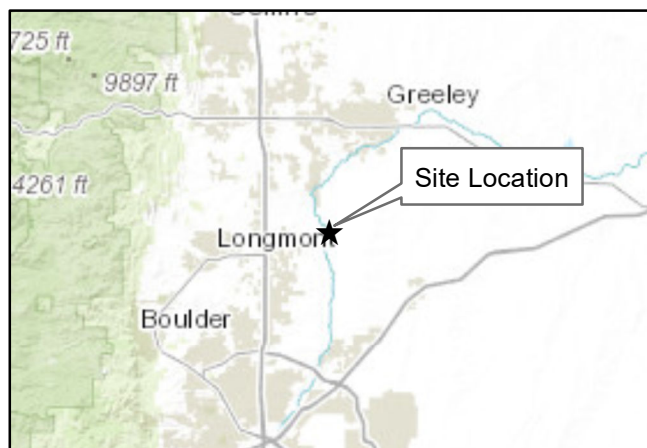 725 ft
9897 ft
Greeley
4261 ft
Site Location
Longmont
Boulder